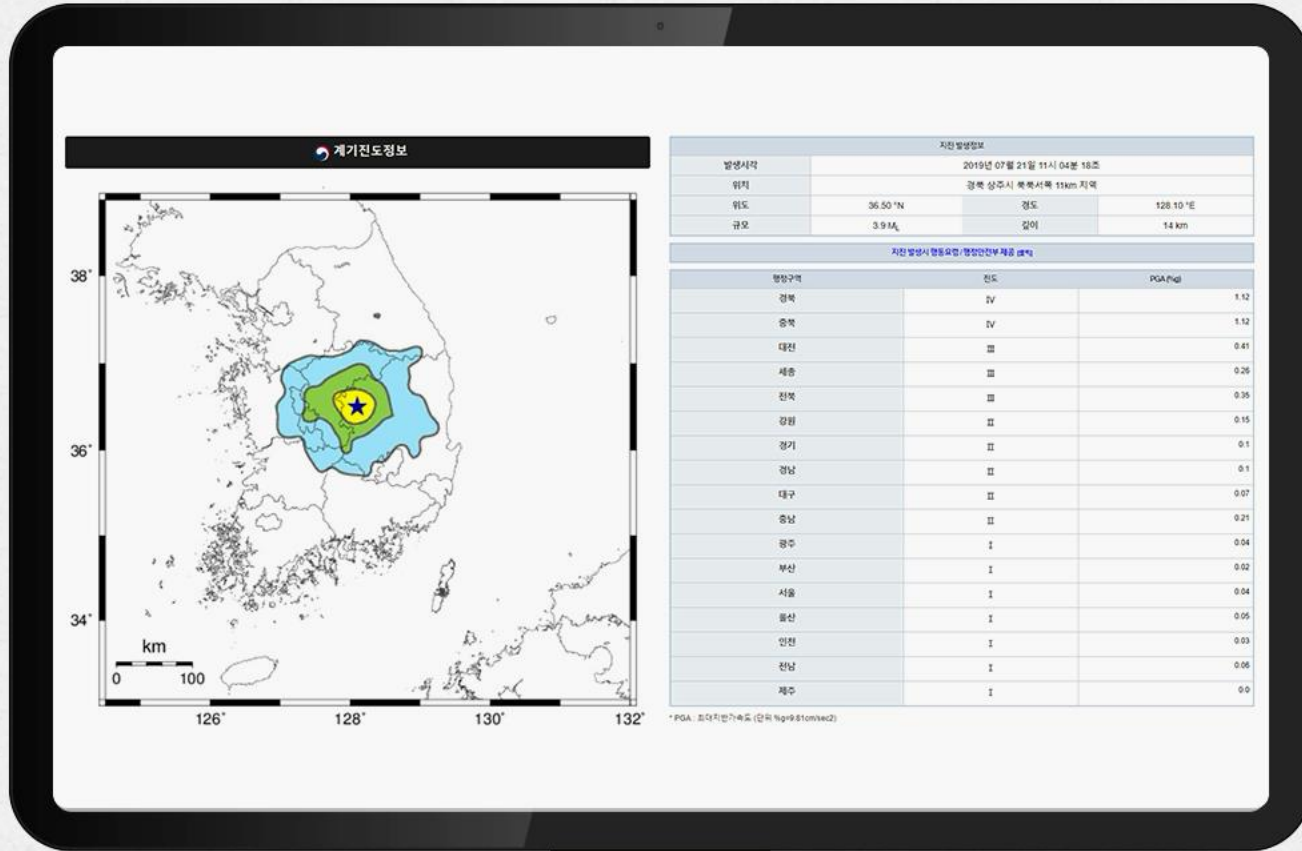 계기진도정보
38°
36°
34°
km
0 100
126° 128° 130° 132°
지진 발생정보
발생시각 2019년 07월 21일 11시 04분 18초
위치 경북 상주시 북북서쪽 11km 지역
위도 36.50 °N 경도 128.10 °E
규모 3.9 ML 깊이 14 km
지진 발생시 행동요령/행정안전부 제공
행정구역 진도 PGA(%g)
경북 Ⅳ 1.12
충북 Ⅳ 1.12
대전 Ⅲ 0.41
세종 Ⅲ 0.26
전북 Ⅲ 0.35
강원 Ⅱ 0.15
경기 Ⅱ 0.1
경남 Ⅱ 0.1
대구 Ⅱ 0.07
충남 Ⅱ 0.21
광주 Ⅰ 0.04
부산 Ⅰ 0.02
서울 Ⅰ 0.04
울산 Ⅰ 0.05
인천 Ⅰ 0.03
전남 Ⅰ 0.06
제주 Ⅰ 0.0
* PGA : 최대지반가속도 (단위 %g=9.81cm/sec2)